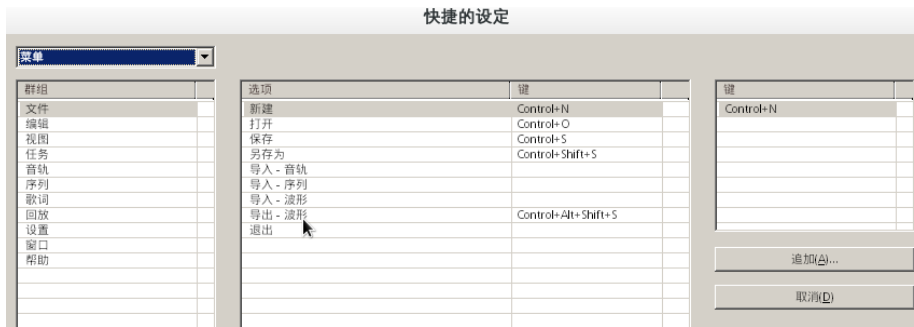 快捷的设定
菜单
群组
选项
键
键
文件
新建
Control+N
Control+N
编辑
打开
Control+O
视图
保存
Control+S
任务
另存为
Control+Shift+S
音轨
导入 - 音轨
序列
导入 - 序列
歌词
导入 - 波形
回放
导出 - 波形
Control+Alt+Shift+S
设置
退出
窗口
帮助
追加(A)...
取消(D)